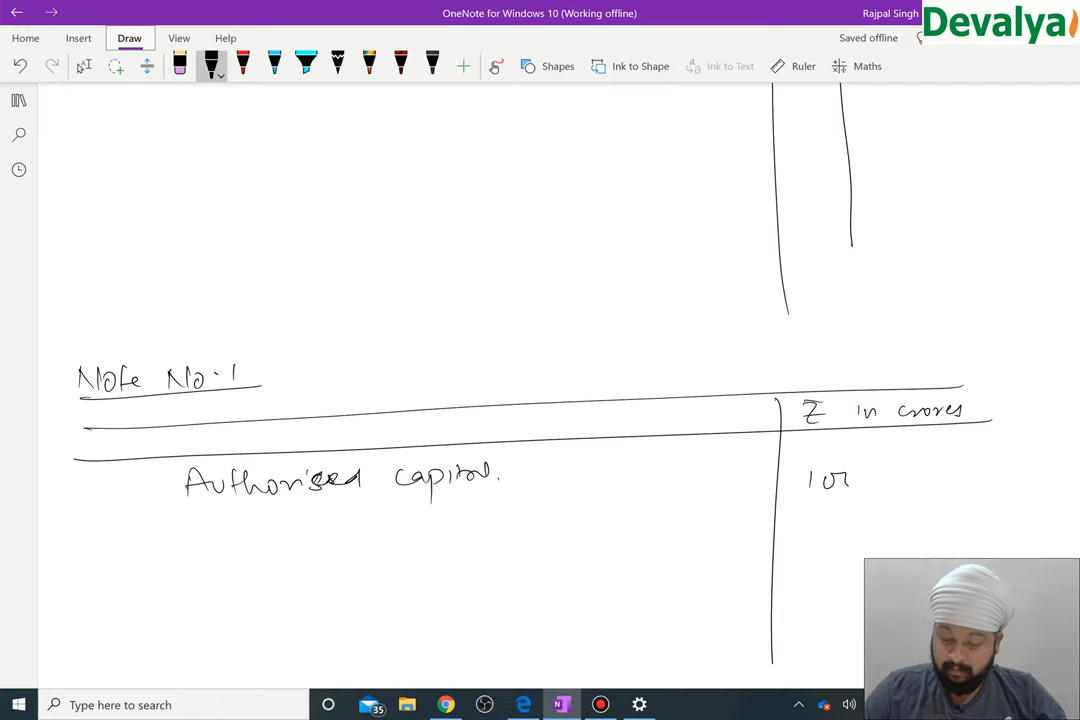 OneNote for Windows 10 (Working offline)
Rajpal Singh
Devalya
Home Insert Draw View Help
Saved offline
Shapes Ink to Shape Ink to Text Ruler Maths
Note No.1
₹ in crores
Authorised capital.
100
Type here to search
35